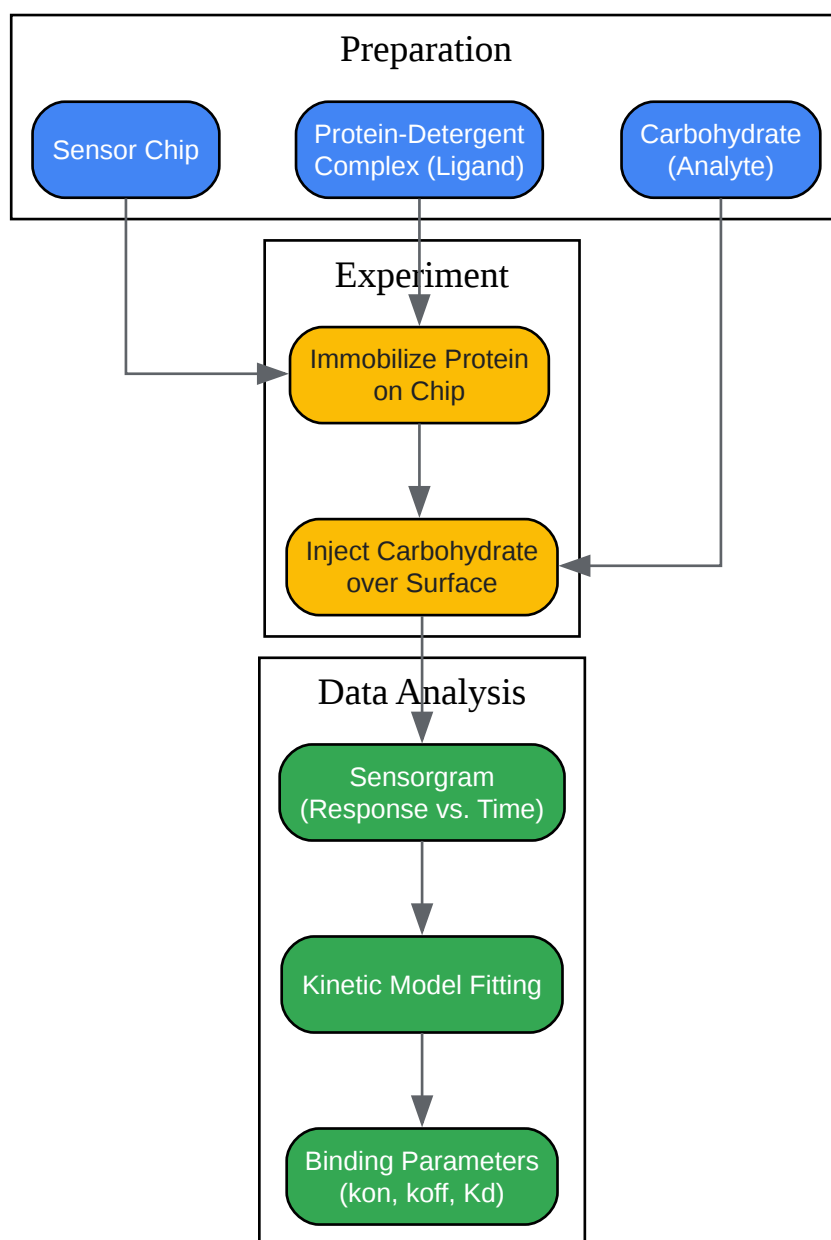 Preparation
Sensor Chip
Protein-Detergent
Complex (Ligand)
Carbohydrate
(Analyte)
Experiment
Immobilize Protein
on Chip
Inject Carbohydrate
over Surface
Data Analysis
Sensorgram
(Response vs. Time)
Kinetic Model Fitting
Binding Parameters
(kon, koff, Kd)